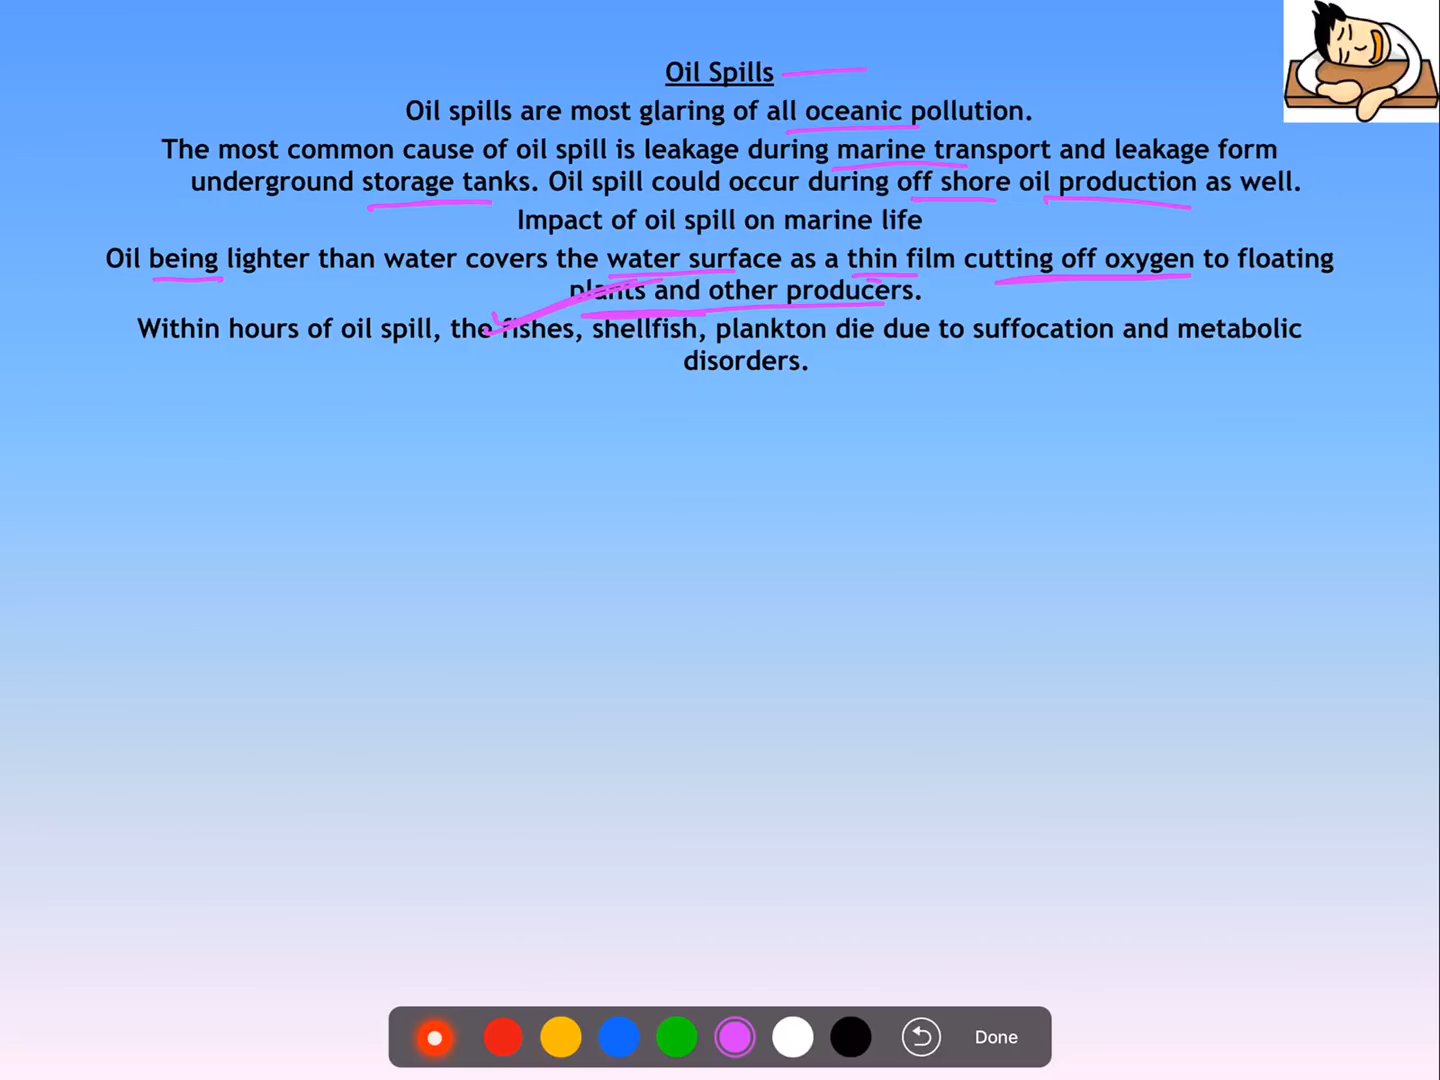 Oil Spills
Oil spills are most glaring of all oceanic pollution.
The most common cause of oil spill is leakage during marine transport and leakage form
underground storage tanks. Oil spill could occur during off shore oil production as well.
Impact of oil spill on marine life
Oil being lighter than water covers the water surface as a thin film cutting off oxygen to floating
plants and other producers.
Within hours of oil spill, the fishes, shellfish, plankton die due to suffocation and metabolic
disorders.
Done